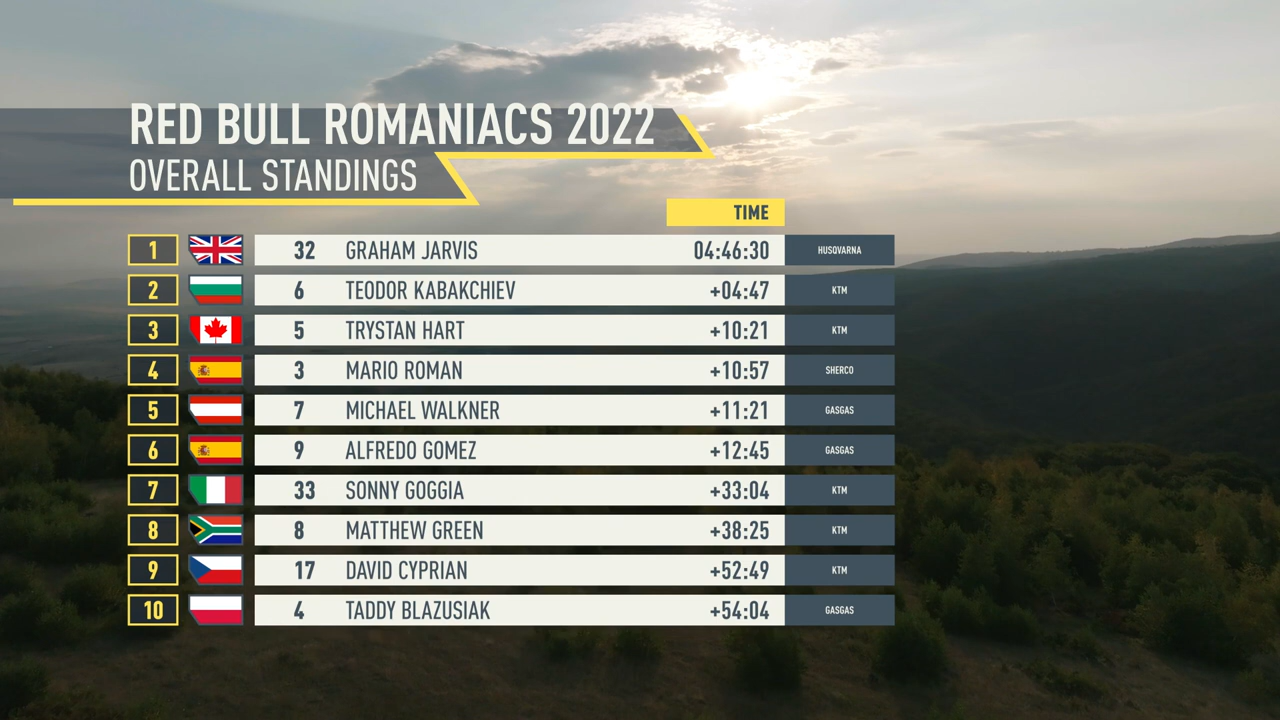 RED BULL ROMANIACS 2022
OVERALL STANDINGS
TIME
1 32 GRAHAM JARVIS 04:46:30 HUSQVARNA
2 6 TEODOR KABAKCHIEV +04:47 KTM
3 5 TRYSTAN HART +10:21 KTM
4 3 MARIO ROMAN +10:57 SHERCO
5 7 MICHAEL WALKNER +11:21 GASGAS
6 9 ALFREDO GOMEZ +12:45 GASGAS
7 33 SONNY GOGGIA +33:04 KTM
8 8 MATTHEW GREEN +38:25 KTM
9 17 DAVID CYPRIAN +52:49 KTM
10 4 TADDY BLAZUSIAK +54:04 GASGAS